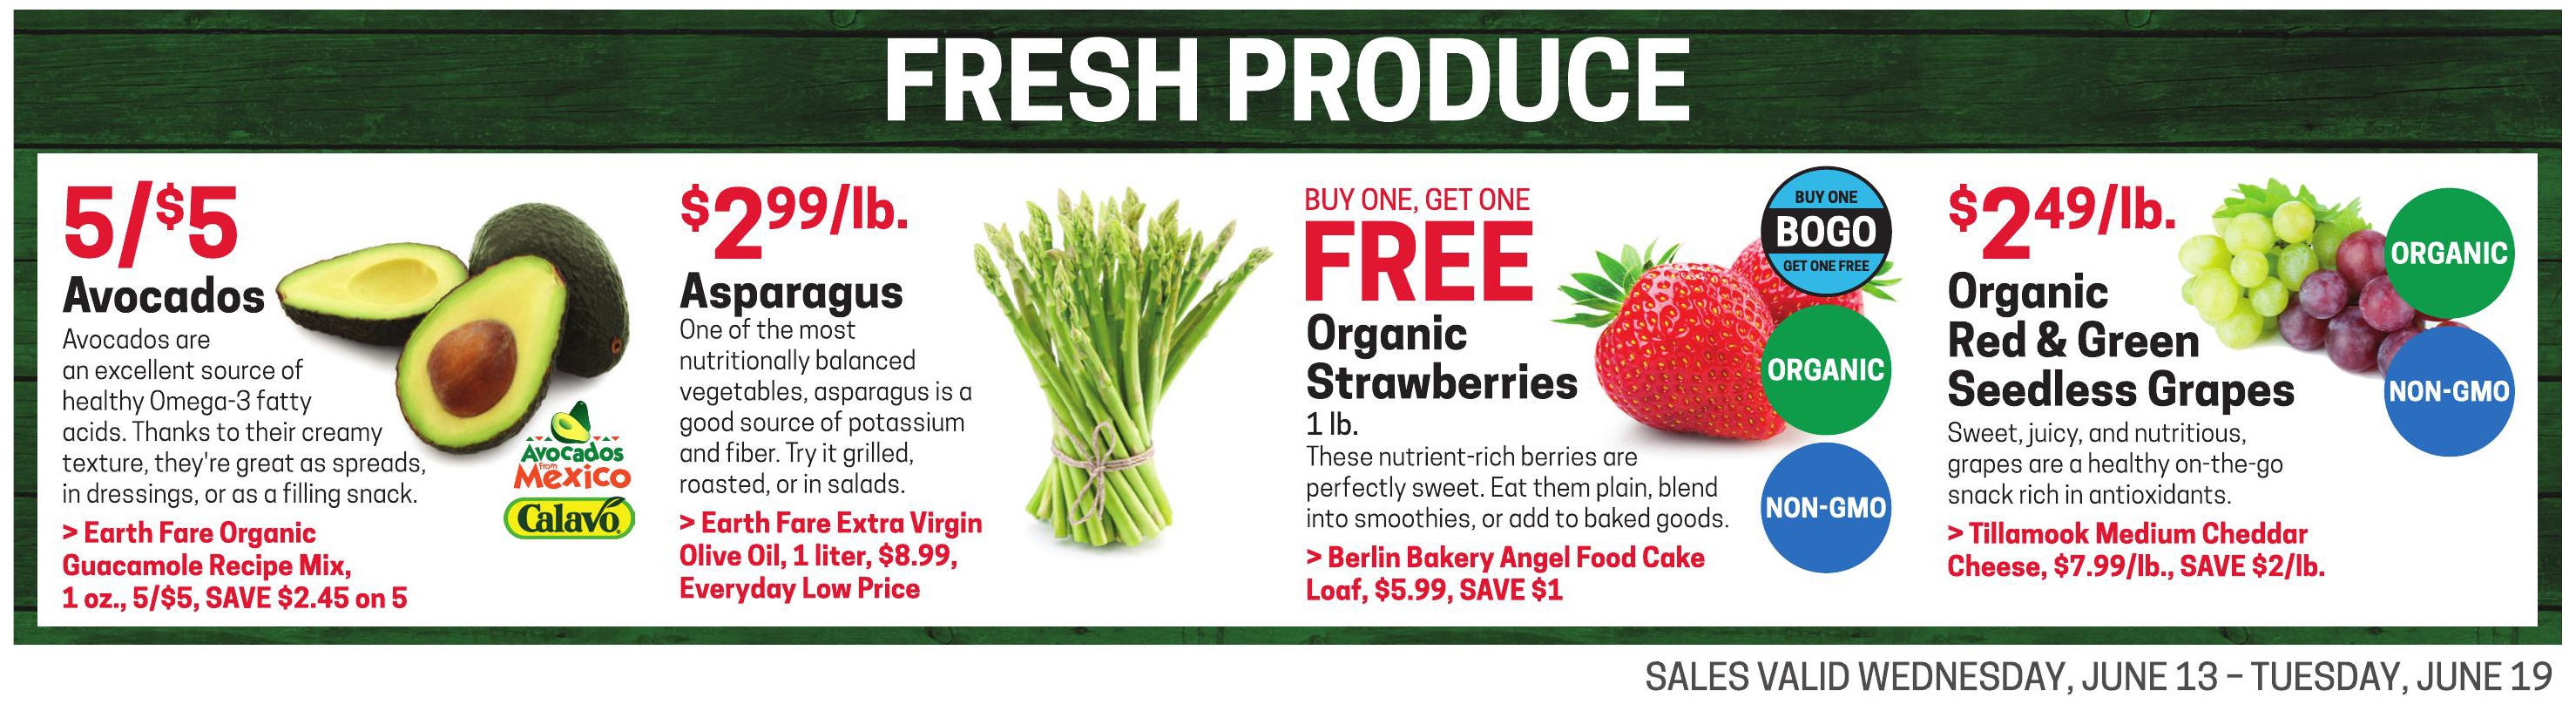 FRESH PRODUCE
5/$5
Avocados
Avocados are
an excellent source of
healthy Omega-3 fatty
acids. Thanks to their creamy
texture, they're great as spreads,
in dressings, or as a filling snack.
> Earth Fare Organic
Guacamole Recipe Mix,
1 oz., 5/$5, SAVE $2.45 on 5
Avocados
from
Mexico
Calavo
$2.99/lb.
Asparagus
One of the most
nutritionally balanced
vegetables, asparagus is a
good source of potassium
and fiber. Try it grilled,
roasted, or in salads.
> Earth Fare Extra Virgin
Olive Oil, 1 liter, $8.99,
Everyday Low Price
BUY ONE, GET ONE
FREE
Organic
Strawberries
1 lb.
These nutrient-rich berries are
perfectly sweet. Eat them plain, blend
into smoothies, or add to baked goods.
> Berlin Bakery Angel Food Cake
Loaf, $5.99, SAVE $1
BUY ONE
BOGO
GET ONE FREE
ORGANIC
NON-GMO
$2.49/lb.
Organic
Red & Green
Seedless Grapes
Sweet, juicy, and nutritious,
grapes are a healthy on-the-go
snack rich in antioxidants.
> Tillamook Medium Cheddar
Cheese, $7.99/lb., SAVE $2/lb.
ORGANIC
NON-GMO
SALES VALID WEDNESDAY, JUNE 13 – TUESDAY, JUNE 19